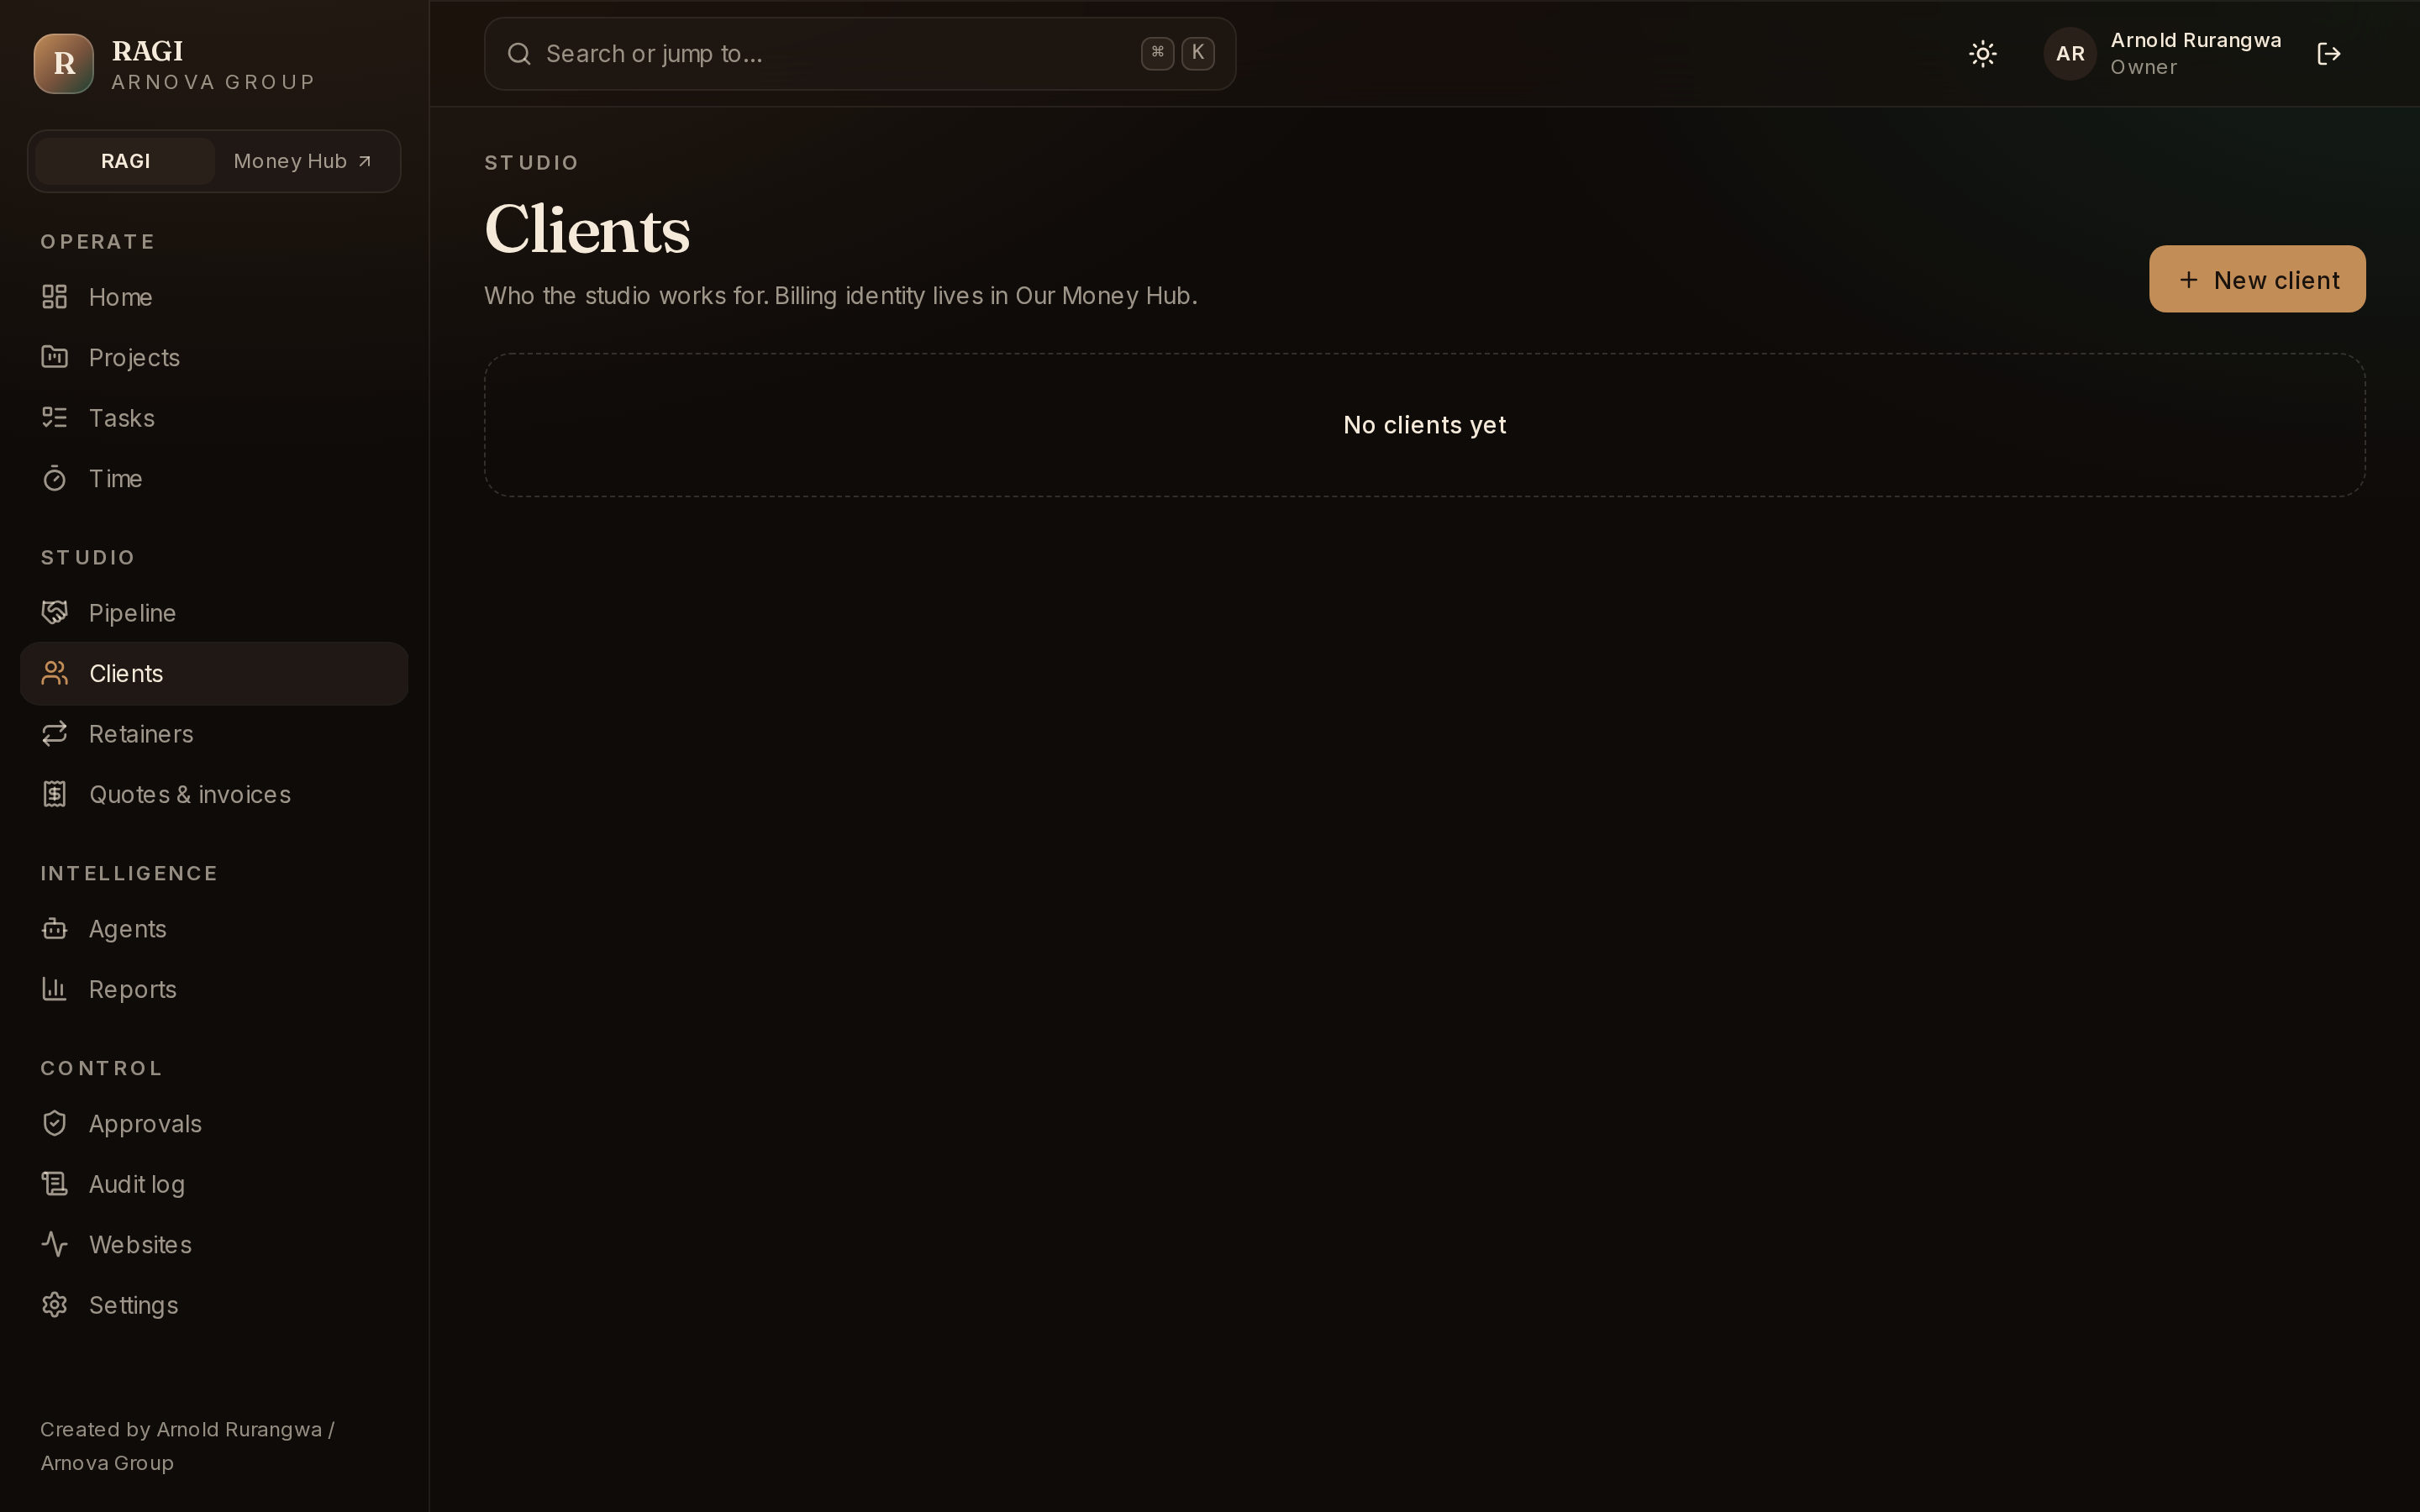 R
RAGI
ARNOVA GROUP
RAGI
Money Hub
OPERATE
Home
Projects
Tasks
Time
STUDIO
Pipeline
Clients
Retainers
Quotes & invoices
INTELLIGENCE
Agents
Reports
CONTROL
Approvals
Audit log
Websites
Settings
Created by Arnold Rurangwa /
Arnova Group
Search or jump to...
⌘ K
AR
Arnold Rurangwa
Owner
STUDIO
Clients
Who the studio works for. Billing identity lives in Our Money Hub.
New client
No clients yet